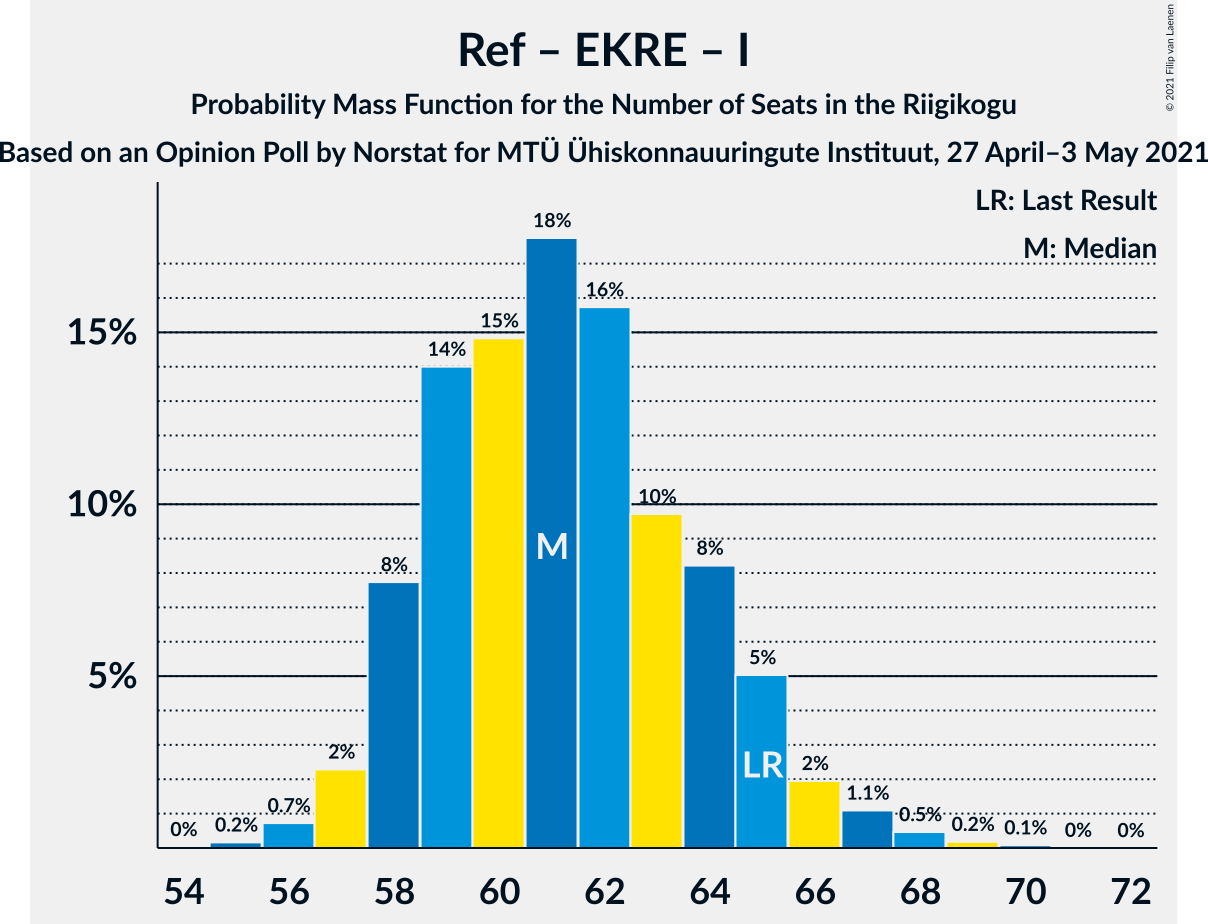 Ref – EKRE – I
Probability Mass Function for the Number of Seats in the Riigikogu
Based on an Opinion Poll by Norstat for MTÜ Ühiskonnauuringute Instituut, 27 April–3 May 2021
© 2021 Filip van Laenen
LR: Last Result
M: Median
18%
16%
15%
15%
14%
10%
10%
M
8%
8%
5%
5%
LR
2%
2%
1.1%
0.7%
0.5%
0% 0.2% 0.2% 0.1% 0% 0%
54 56 58 60 62 64 66 68 70 72